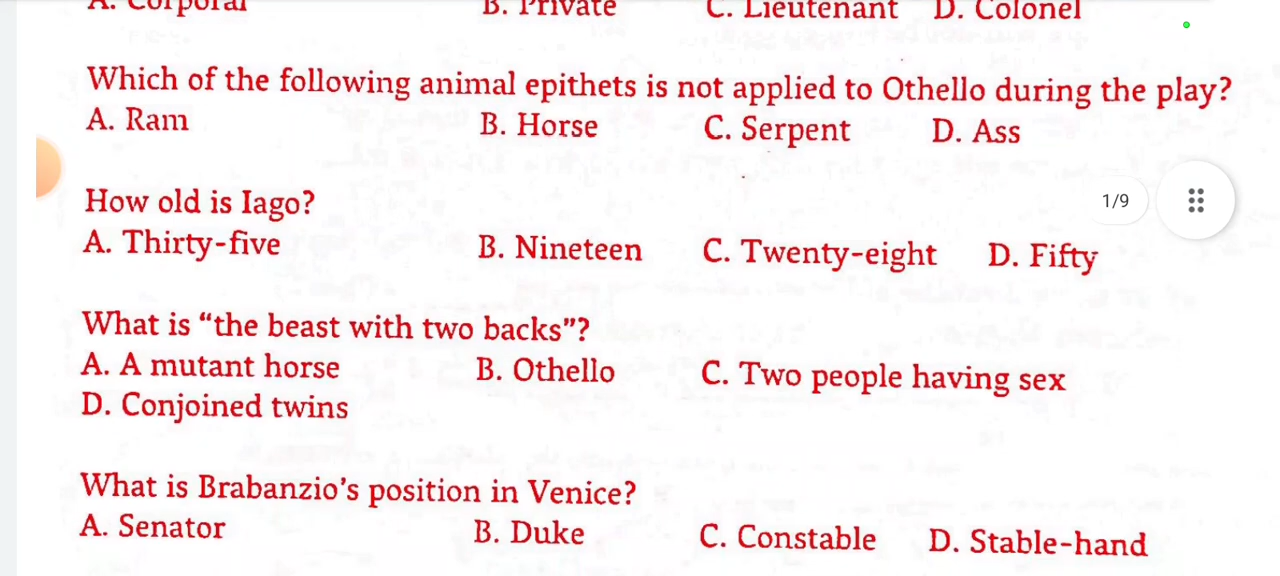 A. Corporal B. Private C. Lieutenant D. Colonel
Which of the following animal epithets is not applied to Othello during the play?
A. Ram B. Horse C. Serpent D. Ass
1/9
How old is Iago?
A. Thirty-five B. Nineteen C. Twenty-eight D. Fifty
What is “the beast with two backs”?
A. A mutant horse B. Othello C. Two people having sex
D. Conjoined twins
What is Brabanzio’s position in Venice?
A. Senator B. Duke C. Constable D. Stable-hand